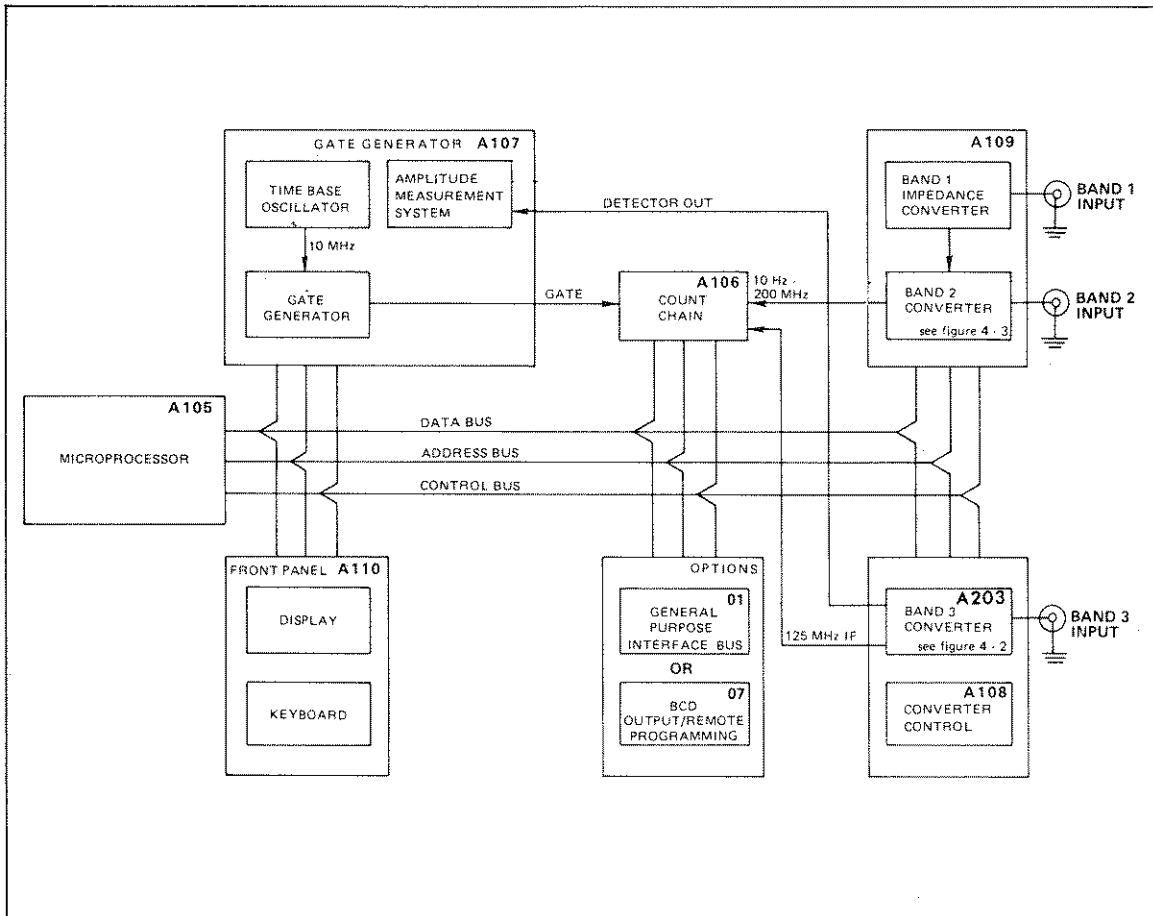 GATE GENERATOR A107
TIME BASE
OSCILLATOR
AMPLITUDE
MEASUREMENT
SYSTEM
10 MHz
GATE
GENERATOR
DETECTOR OUT
GATE
A106
COUNT
CHAIN
10 Hz
200 MHz
A109
BAND 1
IMPEDANCE
CONVERTER
BAND 1
INPUT
BAND 2
CONVERTER
see figure 4 - 3
BAND 2
INPUT
A105
MICROPROCESSOR
DATA BUS
ADDRESS BUS
CONTROL BUS
FRONT PANEL A110
DISPLAY
KEYBOARD
OPTIONS
01
GENERAL
PURPOSE
INTERFACE BUS
OR
07
BCD
OUTPUT/REMOTE
PROGRAMMING
125 MHz IF
A203
BAND 3
CONVERTER
see figure 4 - 2
BAND 3
INPUT
A108
CONVERTER
CONTROL